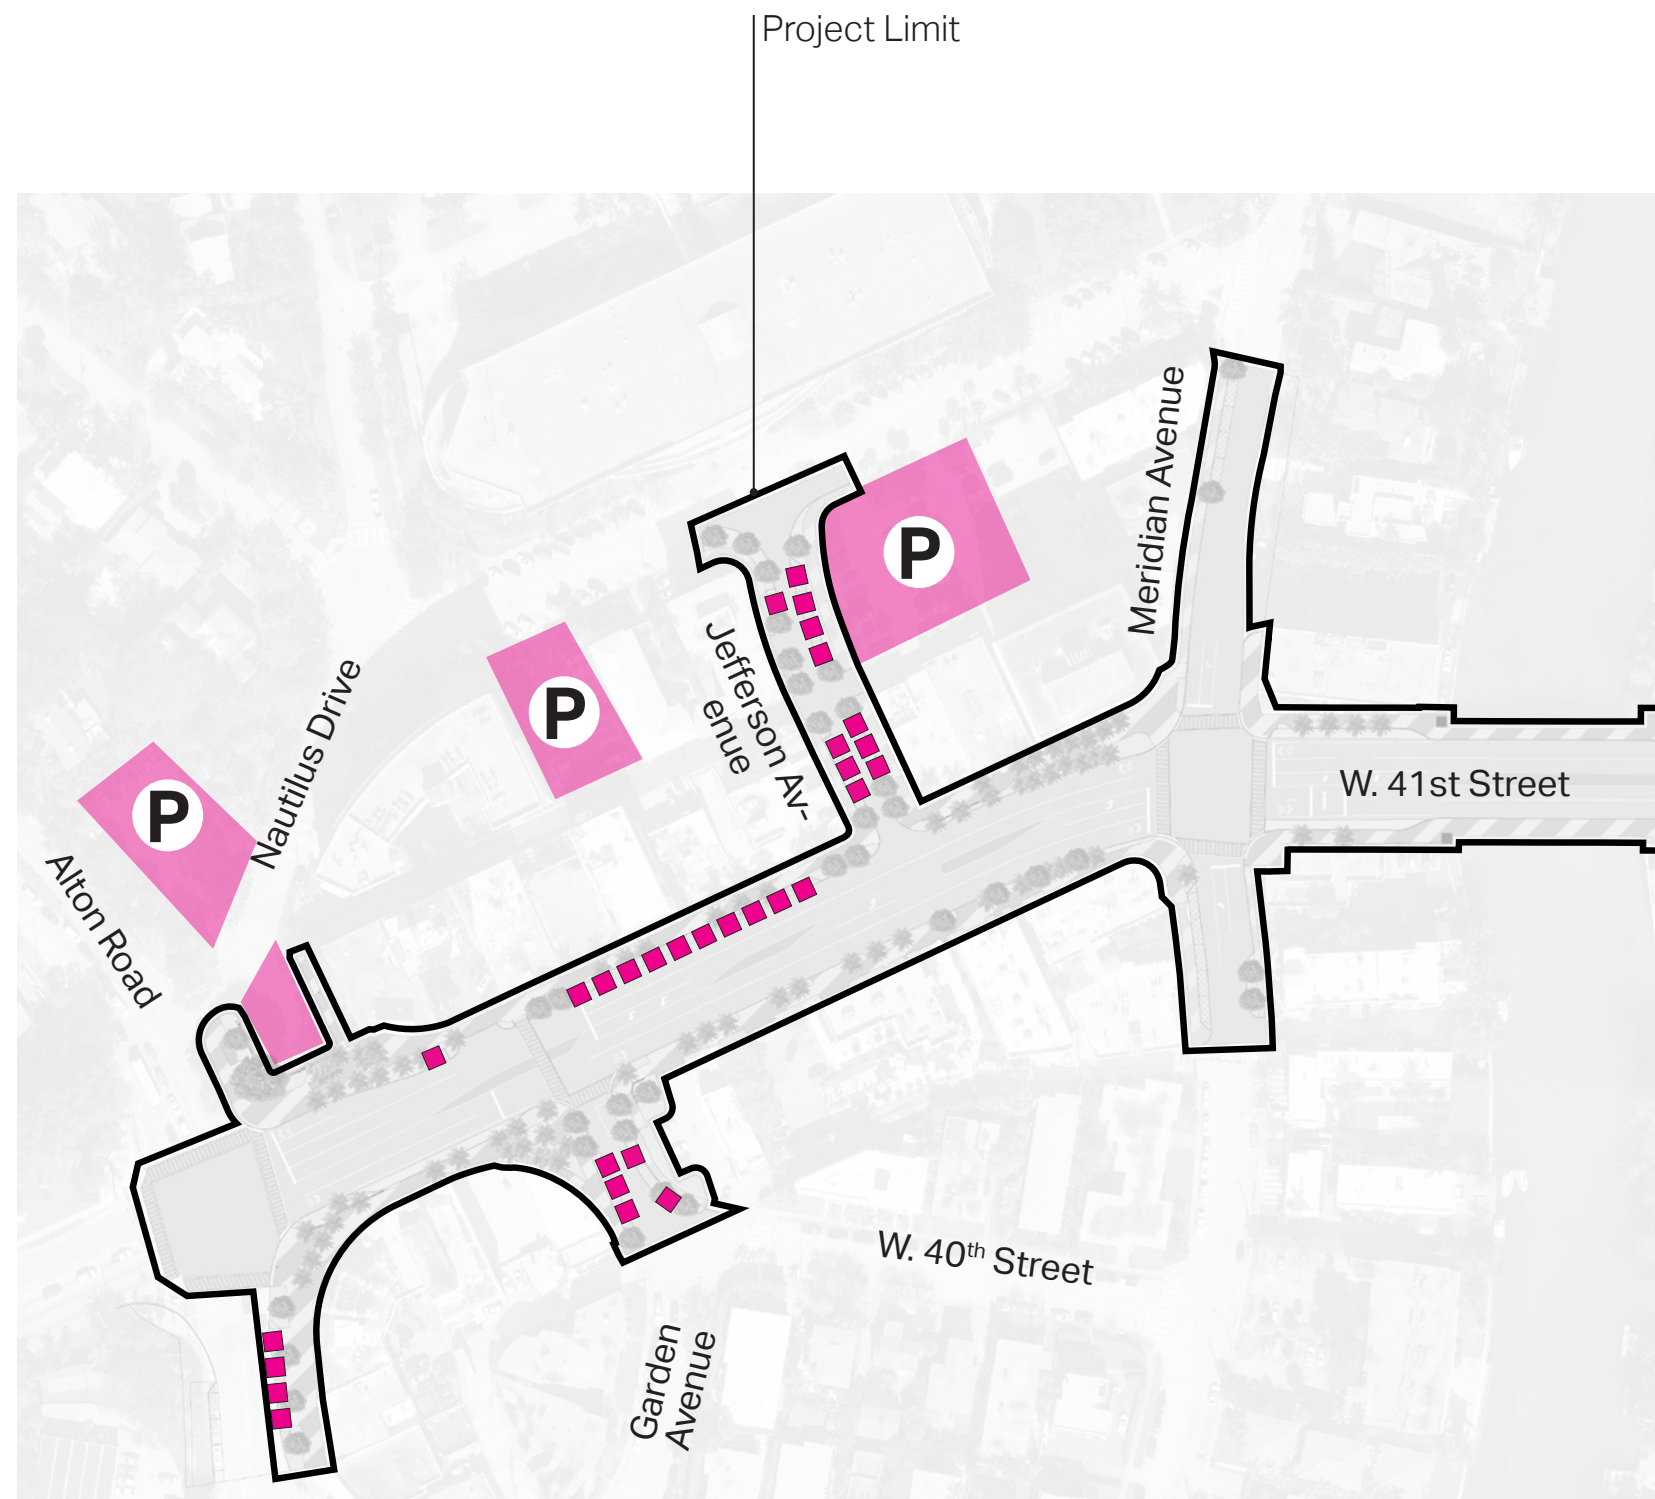 Project Limit
Meridian Avenue
P
Jefferson Av-
enue
P
Nautilus Drive
P
W. 41st Street
Alton Road
W. 40th Street
Garden
Avenue